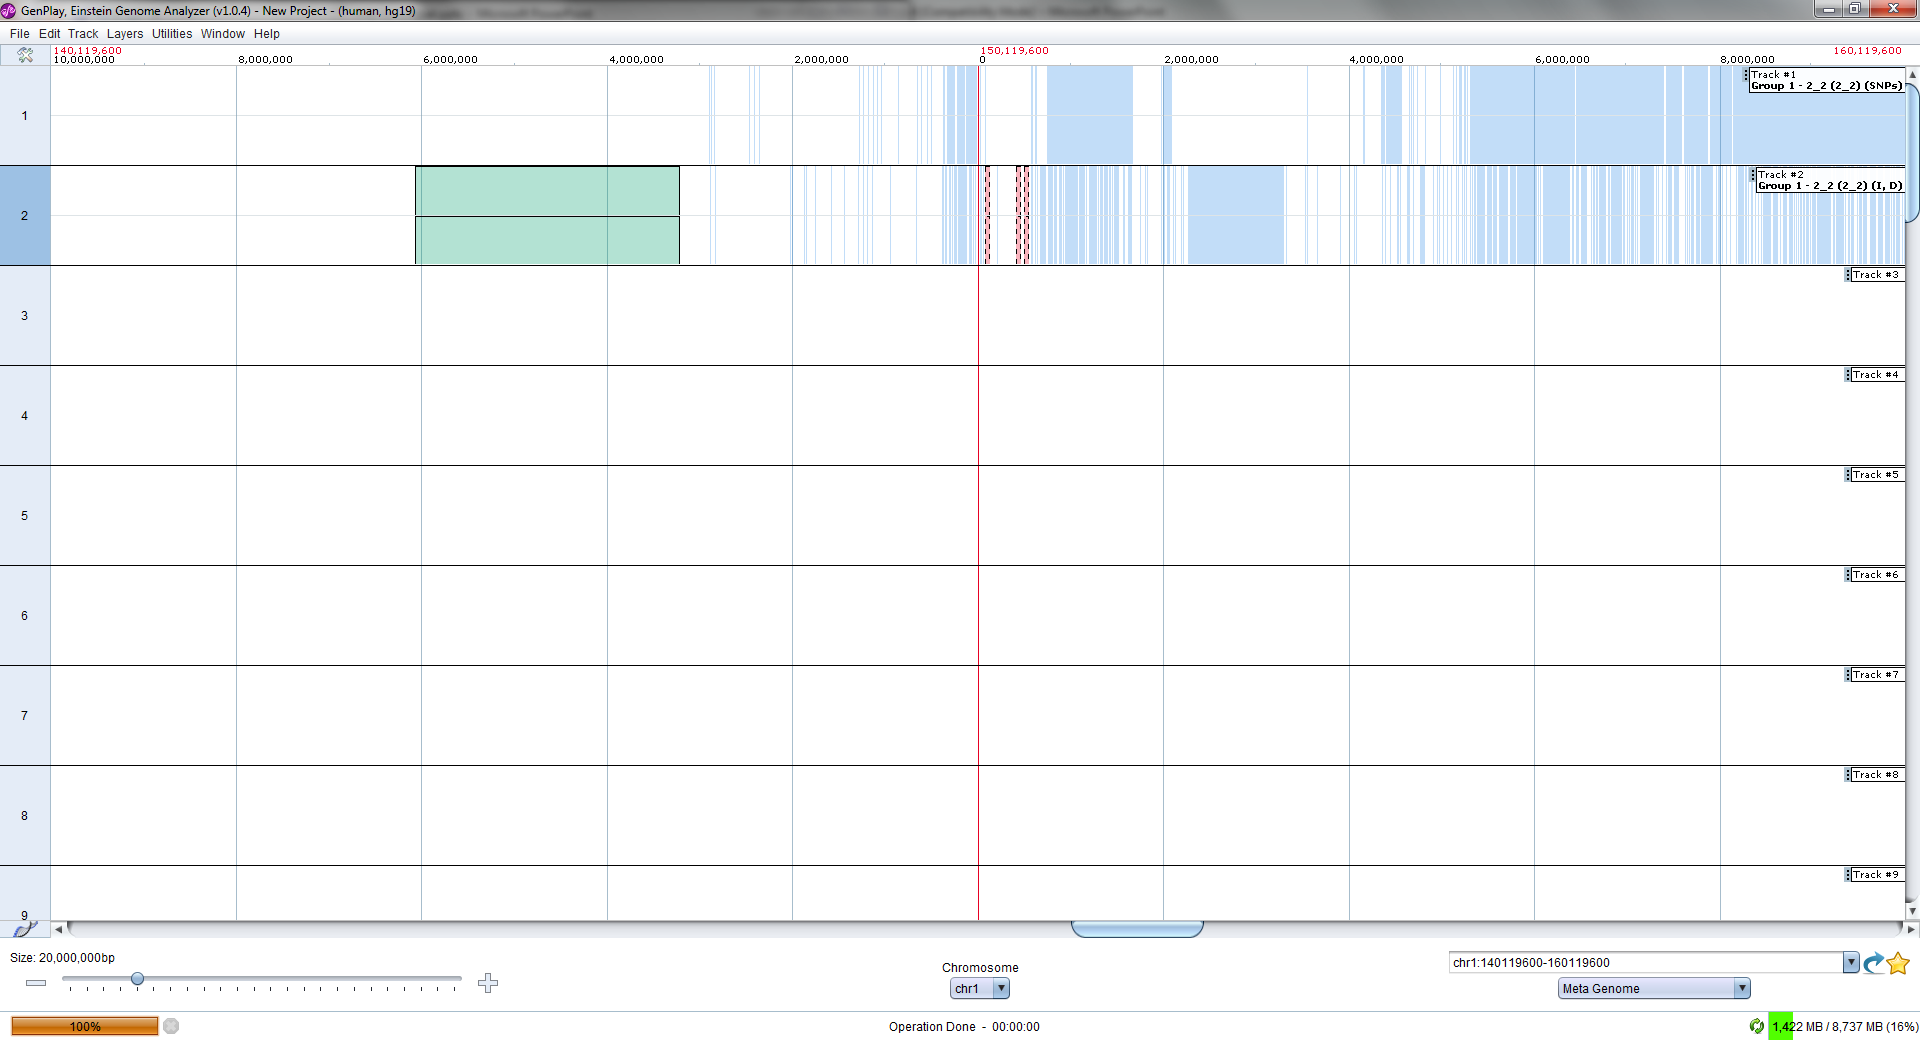 GenPlay, Einstein Genome Analyzer (v1.0.4) - New Project - (human, hg19)
File Edit Track Layers Utilities Window Help
140,119,600 150,119,600 160,119,600
10,000,000 8,000,000 6,000,000 4,000,000 2,000,000 0 2,000,000 4,000,000 6,000,000 8,000,000
Track #1
Group 1 - 2_2 (2_2) (SNPs)
1
Track #2
Group 1 - 2_2 (2_2) (I, D)
2
Track #3
3
Track #4
4
Track #5
5
Track #6
6
Track #7
7
Track #8
8
Track #9
9
Size: 20,000,000bp
Chromosome
chr1
chr1:140119600-160119600
Meta Genome
100%
Operation Done - 00:00:00
1,422 MB / 8,737 MB (16%)